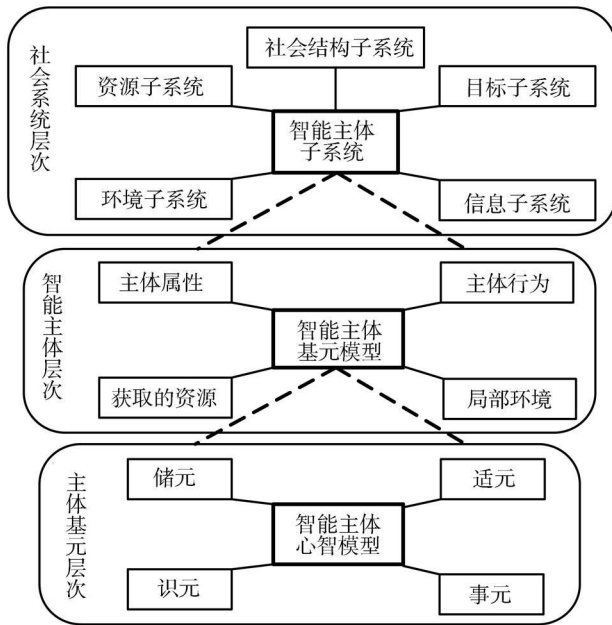 社会系统层次
社会结构子系统
资源子系统
目标子系统
智能主体
子系统
环境子系统
信息子系统
智能主体层次
主体属性
主体行为
智能主体
基元模型
获取的资源
局部环境
主体基元层次
储元
适元
智能主体
心智模型
识元
事元